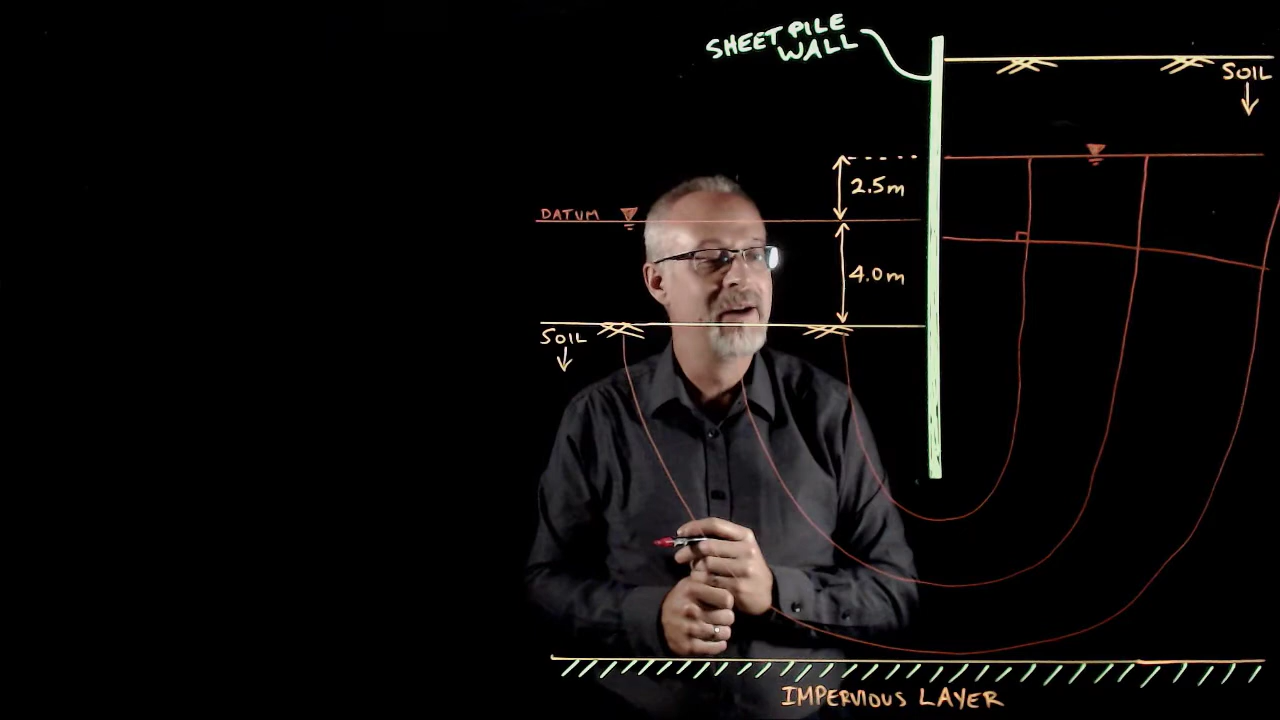 SHEET PILE
WALL
SOIL
2.5m
DATUM
4.0m
SOIL
IMPERVIOUS LAYER